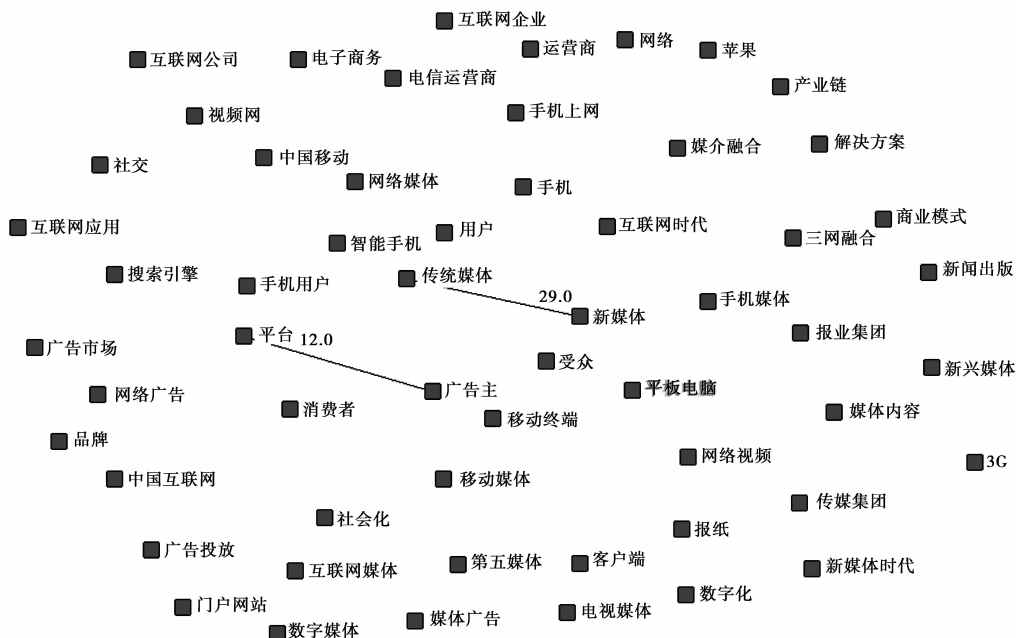 互联网企业
网络
运营商
苹果
互联网公司
电子商务
电信运营商
产业链
手机上网
视频网
解决方案
媒介融合
中国移动
社交
网络媒体
手机
商业模式
互联网时代
互联网应用
用户
三网融合
智能手机
新闻出版
搜索引擎
传统媒体
手机用户
29.0
手机媒体
新媒体
报业集团
平台
12.0
广告市场
受众
新兴媒体
平板电脑
广告主
网络广告
消费者
媒体内容
移动终端
品牌
网络视频
3G
中国互联网
移动媒体
传媒集团
社会化
报纸
广告投放
客户端
第五媒体
新媒体时代
互联网媒体
数字化
门户网站
电视媒体
媒体广告
数字媒体